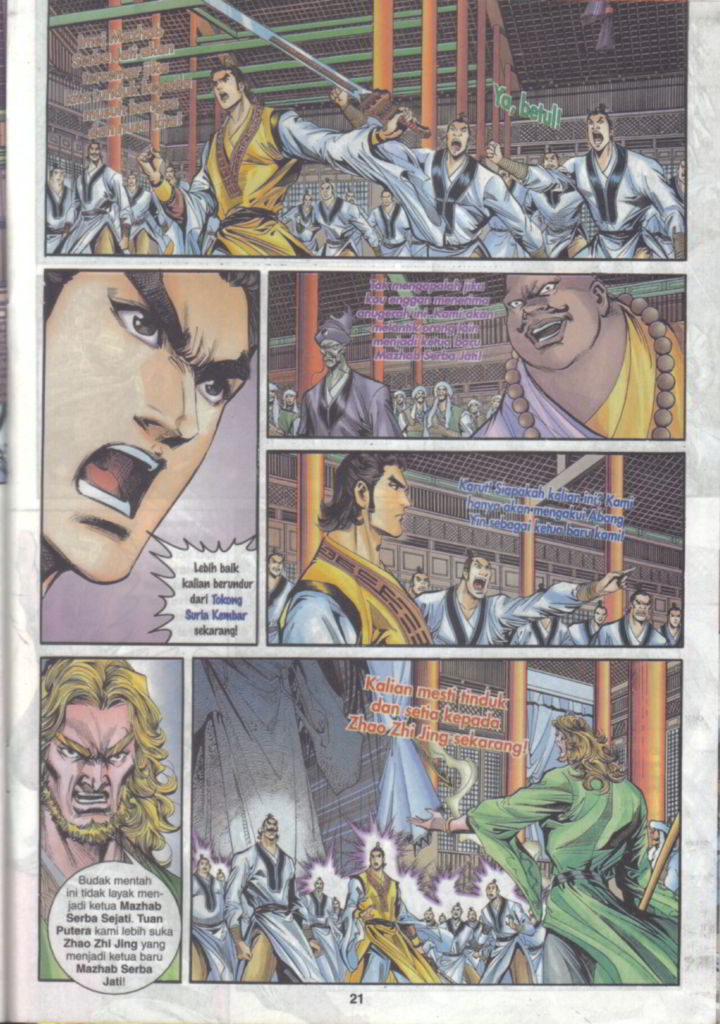 Ya, betul!
Tak mengapalah jika
kau enggan menerima
anugerah ini. Kami akan
melantik orang lain
menjadi ketua baru
Mazhab Serba Jati!
Lebih baik
kalian berundur
dari Tokong
Suria Kembar
sekarang!
Karut! Siapakah kalian ini? Kami
hanya akan mengakui Abang
Yin sebagai ketua baru kami!
Budak mentah
ini tidak layak men-
jadi ketua Mazhab
Serba Sejati. Tuan
Putera kami lebih suka
Zhao Zhi Jing yang
menjadi ketua baru
Mazhab Serba
Jati!
Kalian mesti tunduk
dan setia kepada
Zhao Zhi Jing sekarang!
21